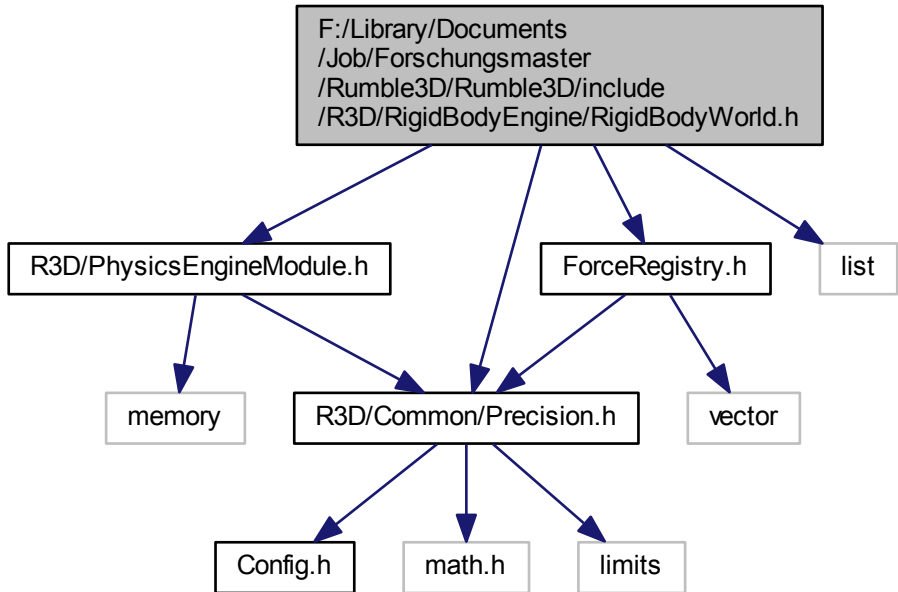 F:/Library/Documents
/Job/Forschungsmaster
/Rumble3D/Rumble3D/include
/R3D/RigidBodyEngine/RigidBodyWorld.h
R3D/PhysicsEngineModule.h
ForceRegistry.h
list
memory
R3D/Common/Precision.h
vector
Config.h
math.h
limits